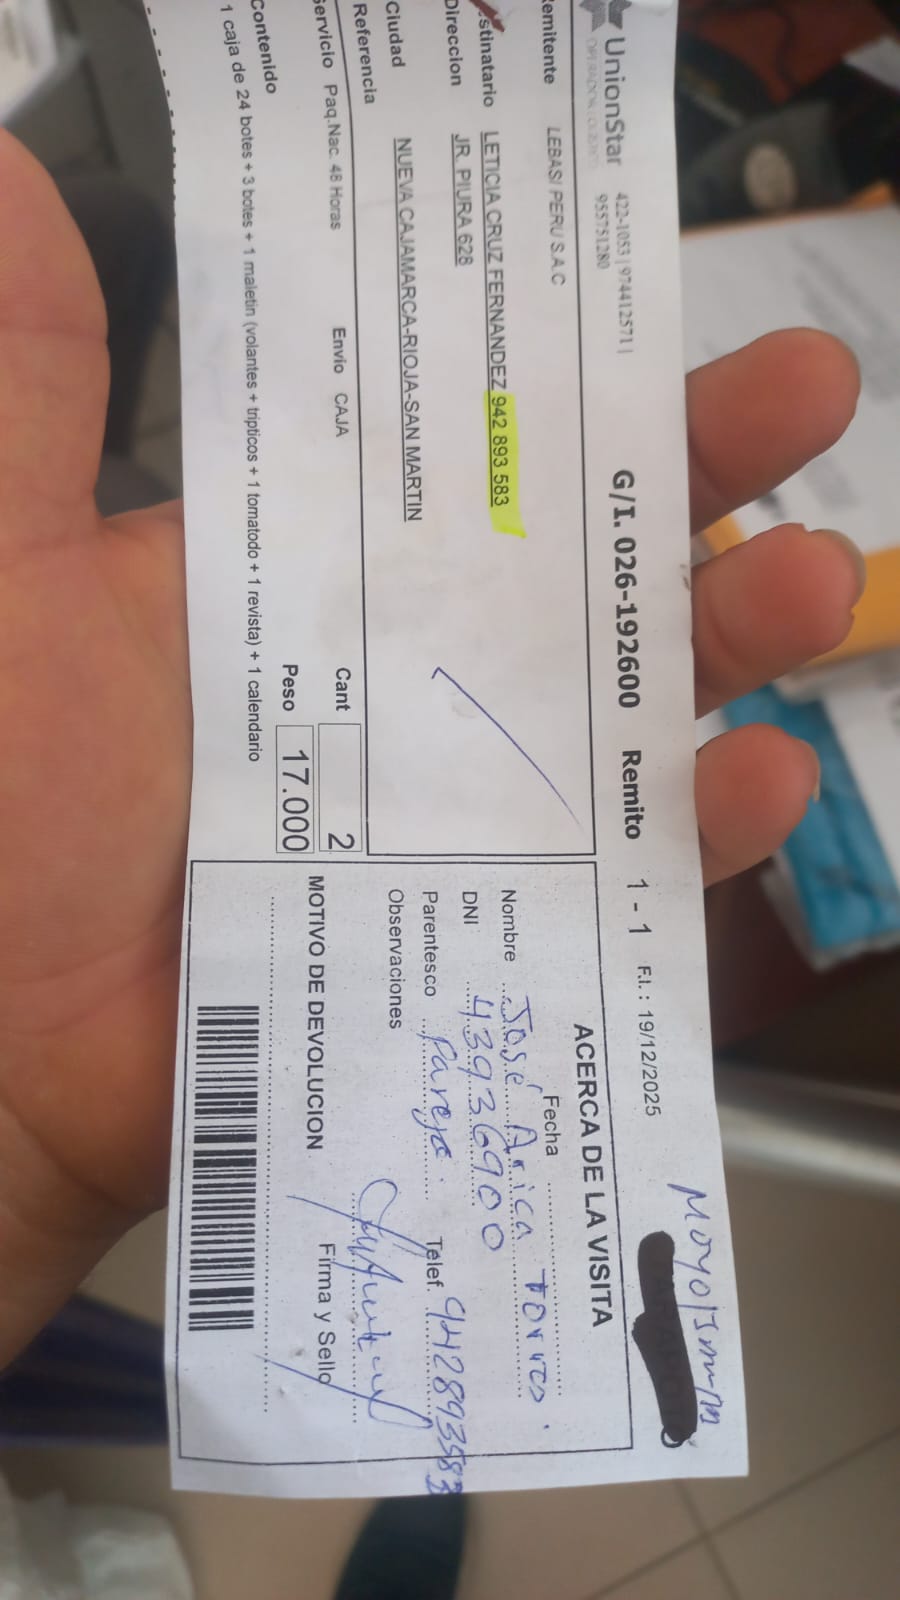 UnionStar 422-1053 | 974412571 |
955751280
G/I. 026-192600 Remito 1 - 1 F.I.: 19/12/2025
emitente LEBASI PERU S.A.C
stinatario LETICIA CRUZ FERNANDEZ 942 893 583
Direccion JR. PIURA 628
Ciudad NUEVA CAJAMARCA-RIOJA-SAN MARTIN
Referencia
Servicio Paq.Nac. 48 Horas Envio CAJA Cant 2
Peso 17.000
Contenido
1 caja de 24 botes + 3 botes + 1 maletin (volantes + tripticos + 1 tomatodo + 1 revista) + 1 calendario
ACERCA DE LA VISITA
Fecha
Nombre José Arica Torres.
DNI 43936900
Parentesco Pareja. Telef. 942893583
Observaciones
Firma y Sello
MOTIVO DE DEVOLUCION